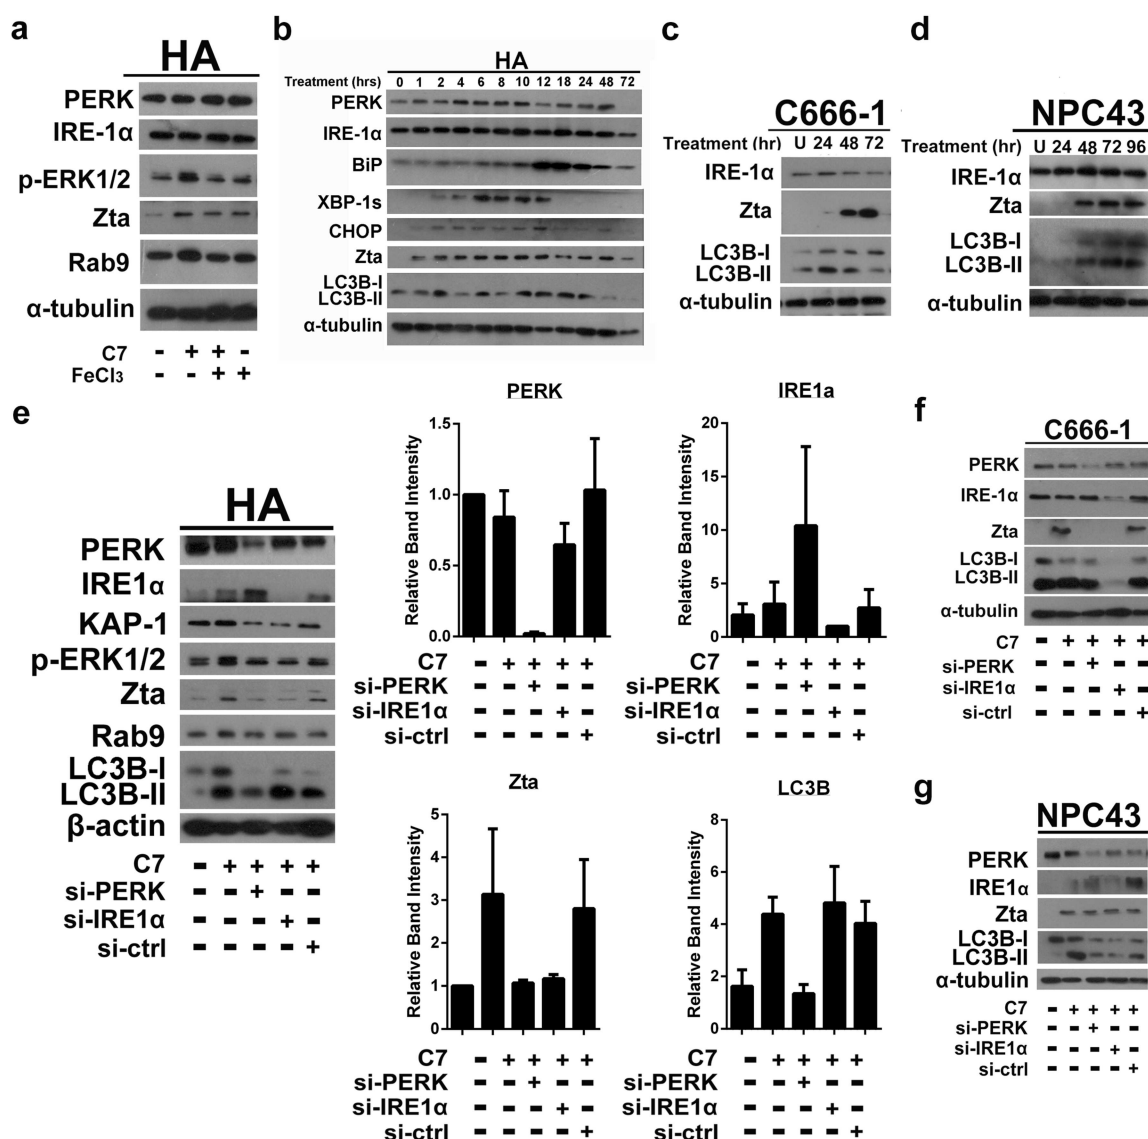 a
HA
PERK
IRE-1α
p-ERK1/2
Zta
Rab9
α-tubulin
C7 - + + -
FeCl3 - - + +
b
HA
Treatment (hrs) 0 1 2 4 6 8 10 12 18 24 48 72
PERK
IRE-1α
BiP
XBP-1s
CHOP
Zta
LC3B-I
LC3B-II
α-tubulin
c
C666-1
Treatment (hr) U 24 48 72
IRE-1α
Zta
LC3B-I
LC3B-II
α-tubulin
d
NPC43
Treatment (hr) U 24 48 72 96
IRE-1α
Zta
LC3B-I
LC3B-II
α-tubulin
e
HA
PERK
IRE1α
KAP-1
p-ERK1/2
Zta
Rab9
LC3B-I
LC3B-II
β-actin
C7 - + + + +
si-PERK - - + - -
si-IRE1α - - - + -
si-ctrl - - - - +
PERK
Relative Band Intensity
1.5
1.0
0.5
0.0
C7 - + + + +
si-PERK - - + - -
si-IRE1α - - - + -
si-ctrl - - - - +
IRE1a
Relative Band Intensity
20
15
10
5
0
C7 - + + + +
si-PERK - - + - -
si-IRE1α - - - + -
si-ctrl - - - - +
Zta
Relative Band Intensity
5
4
3
2
1
0
C7 - + + + +
si-PERK - - + - -
si-IRE1α - - - + -
si-ctrl - - - - +
LC3B
Relative Band Intensity
8
6
4
2
0
C7 - + + + +
si-PERK - - + - -
si-IRE1α - - - + -
si-ctrl - - - - +
f
C666-1
PERK
IRE-1α
Zta
LC3B-I
LC3B-II
α-tubulin
C7 - + + + +
si-PERK - - + - -
si-IRE1α - - - + -
si-ctrl - - - - +
g
NPC43
PERK
IRE1α
Zta
LC3B-I
LC3B-II
α-tubulin
C7 - + + + +
si-PERK - - + - -
si-IRE1α - - - + -
si-ctrl - - - - +